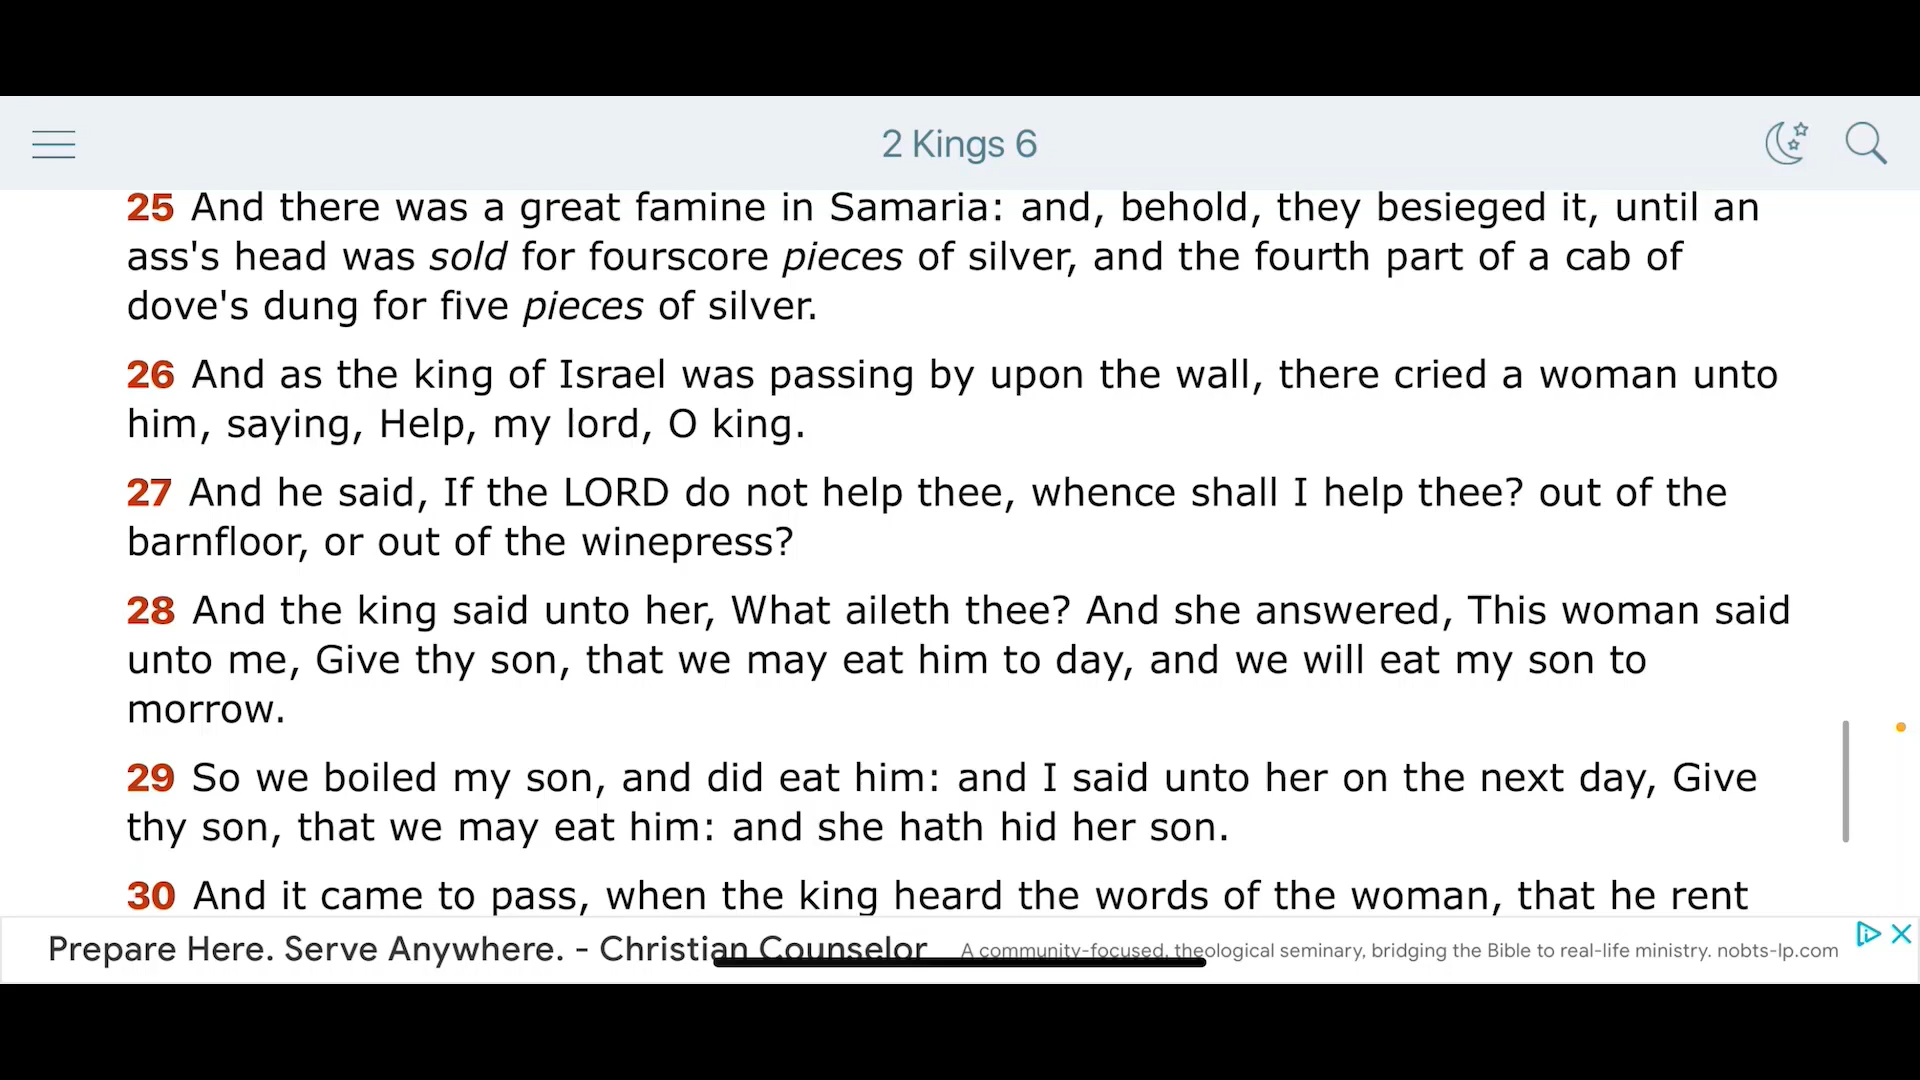 2 Kings 6
25 And there was a great famine in Samaria: and, behold, they besieged it, until an
ass's head was sold for fourscore pieces of silver, and the fourth part of a cab of
dove's dung for five pieces of silver.
26 And as the king of Israel was passing by upon the wall, there cried a woman unto
him, saying, Help, my lord, O king.
27 And he said, If the LORD do not help thee, whence shall I help thee? out of the
barnfloor, or out of the winepress?
28 And the king said unto her, What aileth thee? And she answered, This woman said
unto me, Give thy son, that we may eat him to day, and we will eat my son to
morrow.
29 So we boiled my son, and did eat him: and I said unto her on the next day, Give
thy son, that we may eat him: and she hath hid her son.
30 And it came to pass, when the king heard the words of the woman, that he rent
Prepare Here. Serve Anywhere. - Christian Counselor
A community-focused, theological seminary, bridging the Bible to real-life ministry. nobts-lp.com